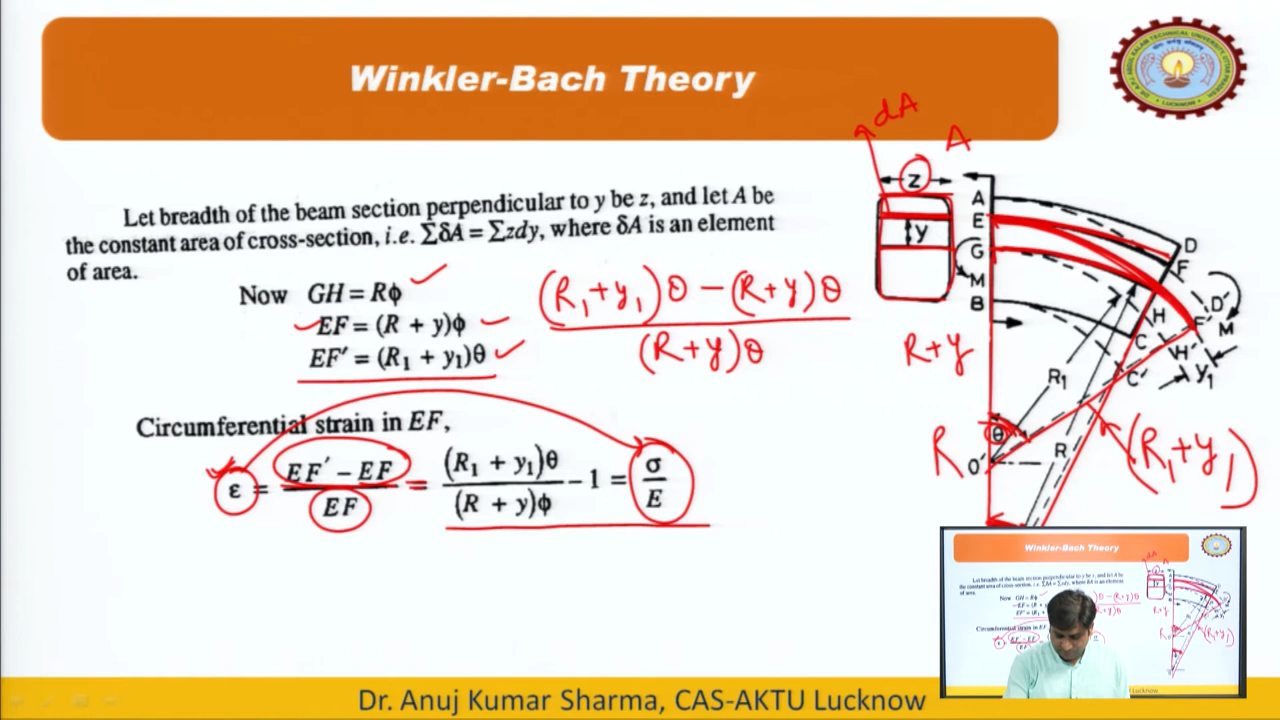 Winkler-Bach Theory
Let breadth of the beam section perpendicular to y be z, and let A be
the constant area of cross-section, i.e. ΣδA = Σzdy, where δA is an element
of area.
Now GH = Rϕ
EF = (R + y)ϕ
EF′ = (R₁ + y₁)θ
(R₁+y₁)θ − (R+y)θ
(R+y)θ
Circumferential strain in EF,
ε = EF′ − EF / EF = (R₁ + y₁)θ / (R + y)ϕ − 1 = σ / E
dA
A
z
y
A
E
G
M
B
D
F
H
C
D′
F′
M
H′
C′
y₁
R₁
R
θ
O′
R+y
R
(R₁+y₁)
Winkler-Bach Theory
Dr. Anuj Kumar Sharma, CAS-AKTU Lucknow